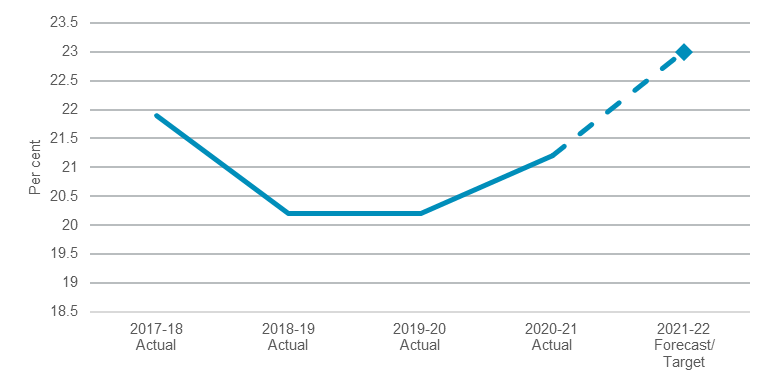 23.5
23
22.5
22
21.5
21
20.5
20
19.5
19
18.5
Per cent
2017-18
Actual
2018-19
Actual
2019-20
Actual
2020-21
Actual
2021-22
Forecast/
Target